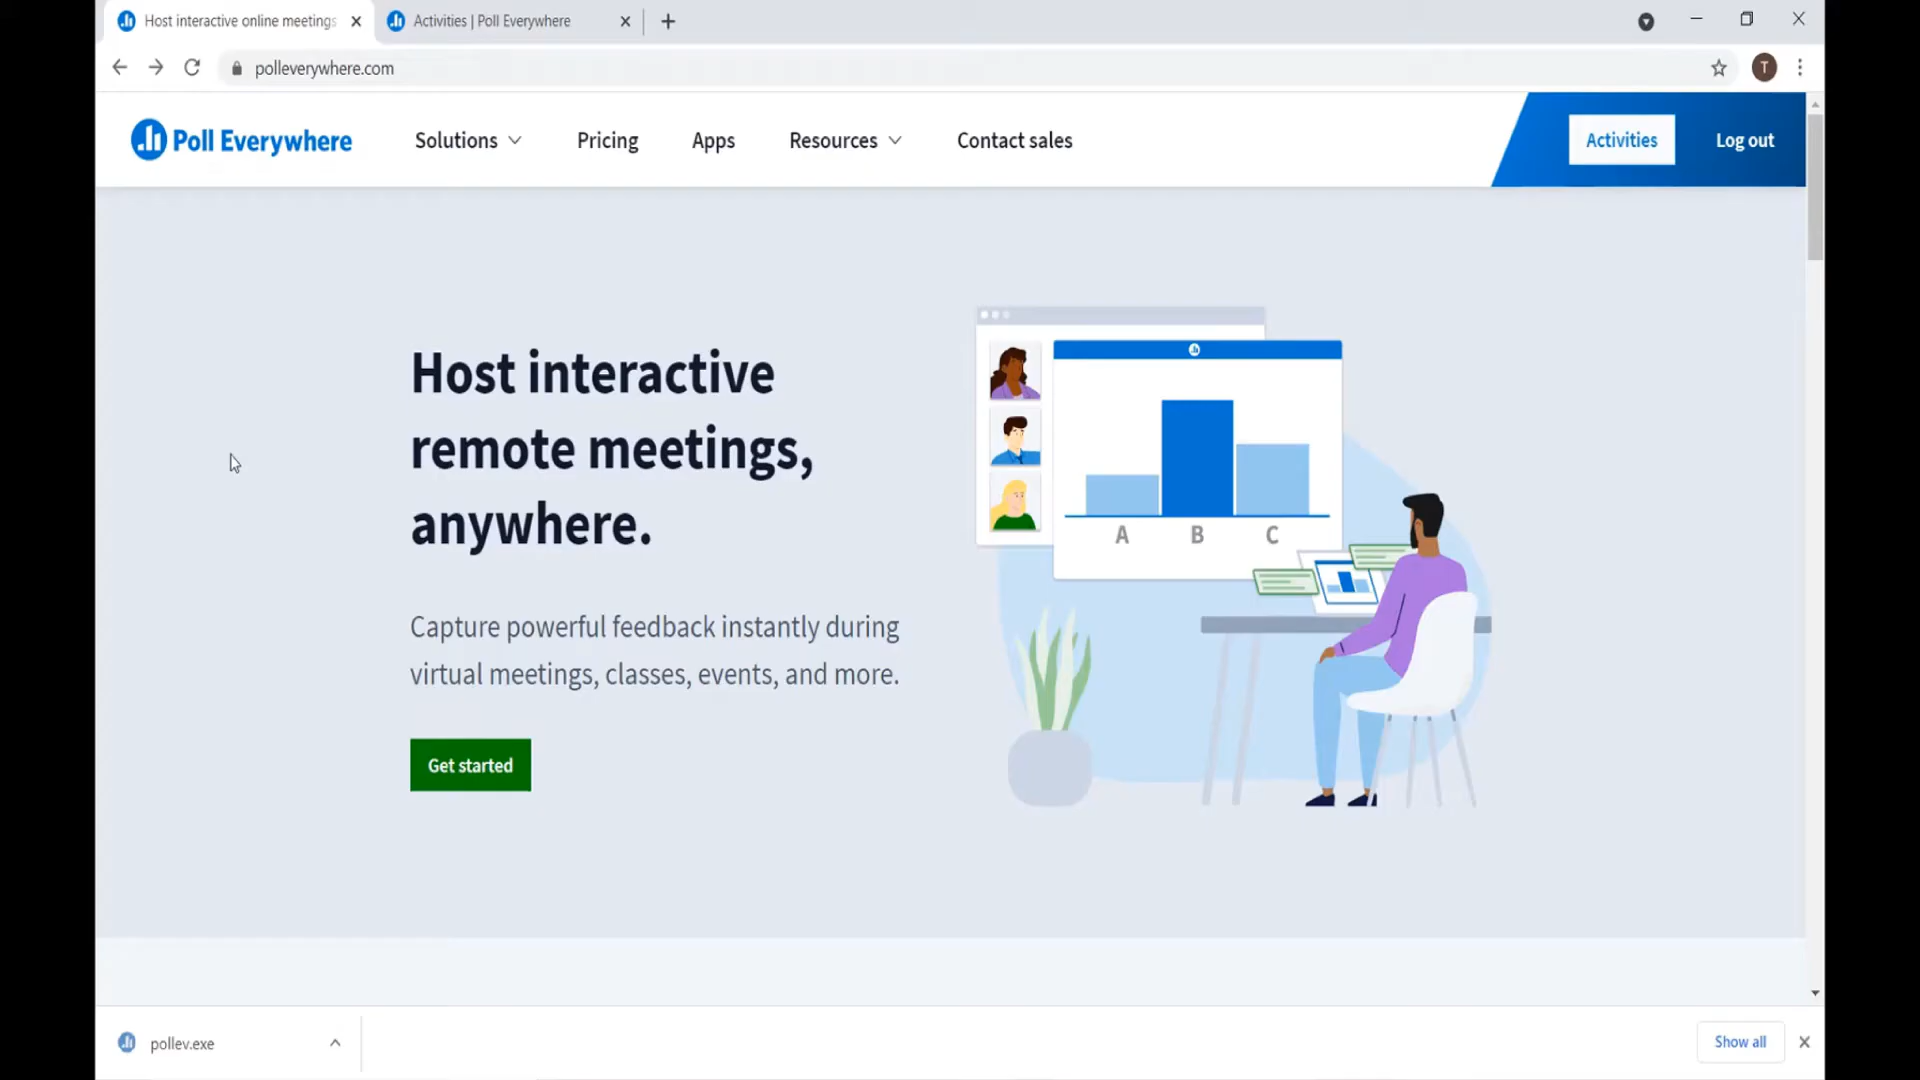 Host interactive online meetings
Activities | Poll Everywhere
polleverywhere.com
T
Poll Everywhere
Solutions
Pricing
Apps
Resources
Contact sales
Activities
Log out
Host interactive
remote meetings,
anywhere.
A B C
Capture powerful feedback instantly during
virtual meetings, classes, events, and more.
Get started
pollev.exe
Show all